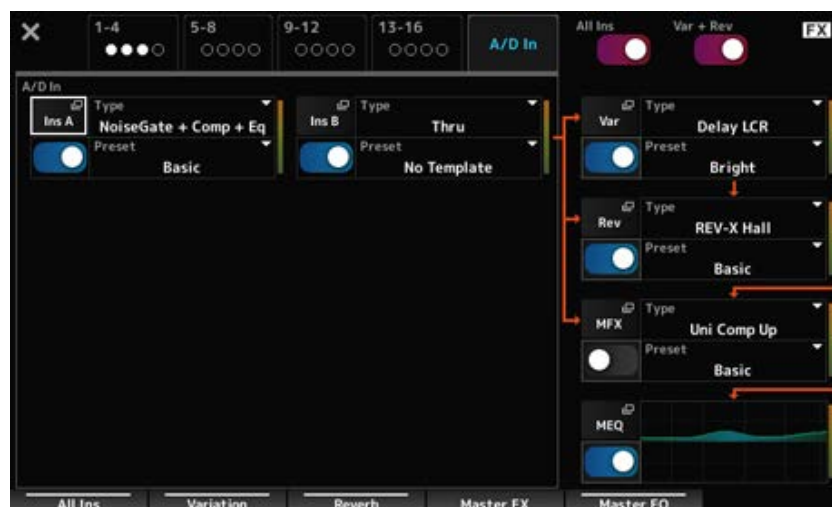 1-4 5-8 9-12 13-16 A/D In All Ins Var + Rev FX
A/D In
Ins A Type NoiseGate + Comp + Eq Ins B Type Thru
Preset Basic Preset No Template
Var Type Delay LCR
Preset Bright
Rev Type REV-X Hall
Preset Basic
MFX Type Uni Comp Up
Preset Basic
MEQ
All Ins Variation Reverb Master FX Master EQ